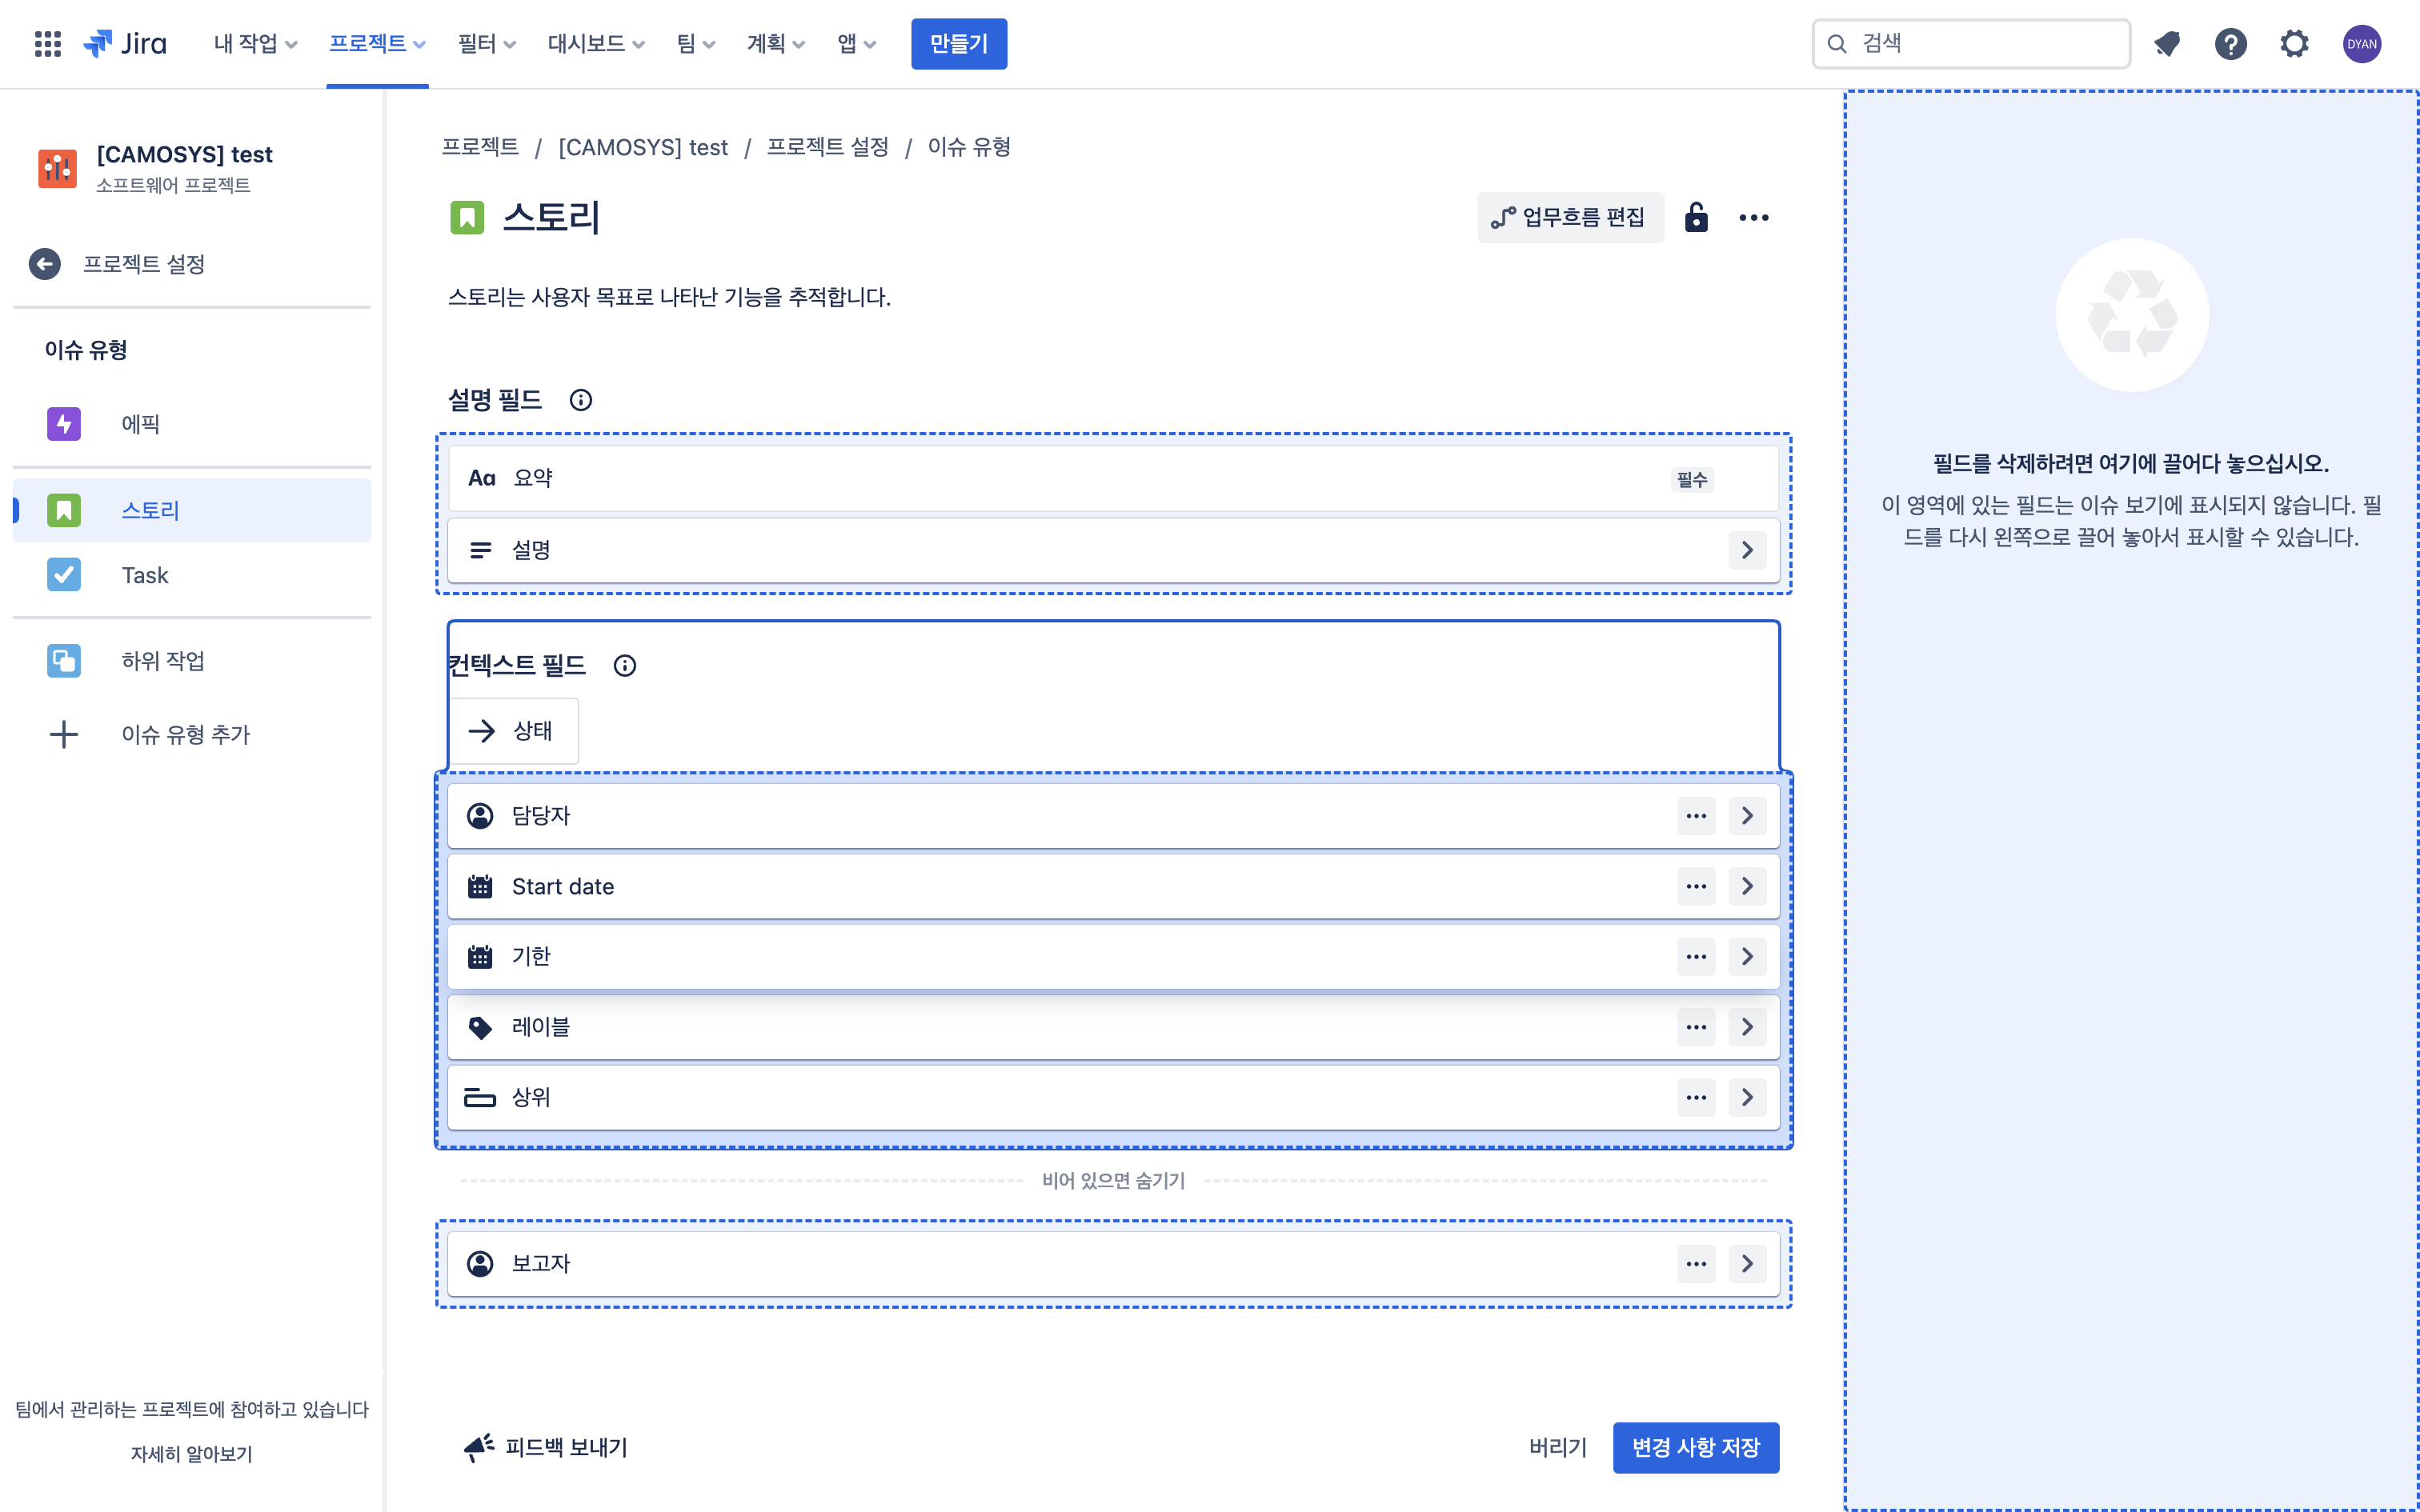 Jira
내 작업
프로젝트
필터
대시보드
팀
계획
앱
만들기
검색
DYAN
[CAMOSYS] test
소프트웨어 프로젝트
프로젝트 설정
이슈 유형
에픽
스토리
Task
하위 작업
이슈 유형 추가
팀에서 관리하는 프로젝트에 참여하고 있습니다
자세히 알아보기
프로젝트 / [CAMOSYS] test / 프로젝트 설정 / 이슈 유형
스토리
업무흐름 편집
스토리는 사용자 목표로 나타난 기능을 추적합니다.
설명 필드
Aa 요약 필수
설명
컨텍스트 필드
상태
담당자
Start date
기한
레이블
상위
비어 있으면 숨기기
보고자
피드백 보내기
버리기
변경 사항 저장
필드를 삭제하려면 여기에 끌어다 놓으십시오.
이 영역에 있는 필드는 이슈 보기에 표시되지 않습니다. 필
드를 다시 왼쪽으로 끌어 놓아서 표시할 수 있습니다.